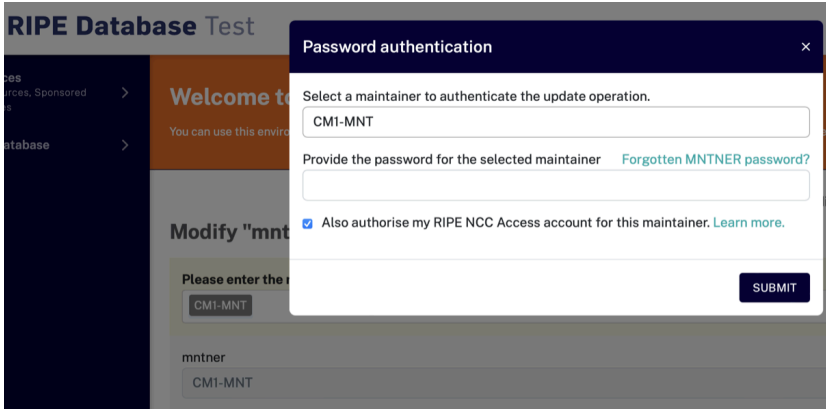 RIPE Database Test
Password authentication
×
Select a maintainer to authenticate the update operation.
CM1-MNT
Provide the password for the selected maintainer Forgotten MNTNER password?
Also authorise my RIPE NCC Access account for this maintainer. Learn more.
SUBMIT
ces
urces, Sponsored
es
atabase
Welcome to
You can use this enviro
Modify "mnt
Please enter the
CM1-MNT
mntner
CM1-MNT